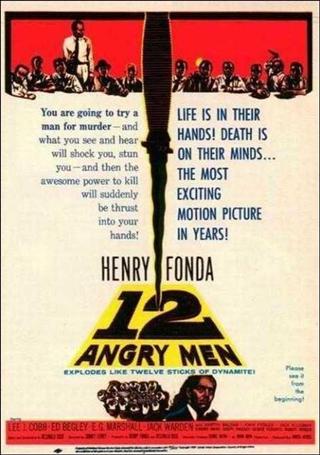 You are going to try a
man for murder—and
what you see and hear
will shock you, stun
you—and then the
awesome power to kill
will suddenly
be thrust
into your
hands!
LIFE IS IN THEIR
HANDS! DEATH IS
ON THEIR MINDS...
THE MOST
EXCITING
MOTION PICTURE
IN YEARS!
HENRY FONDA
12
ANGRY MEN
EXPLODES LIKE TWELVE STICKS OF DYNAMITE!
Please
see it
from the
beginning!
LEE J. COBB · ED BEGLEY · E.G. MARSHALL · JACK WARDEN